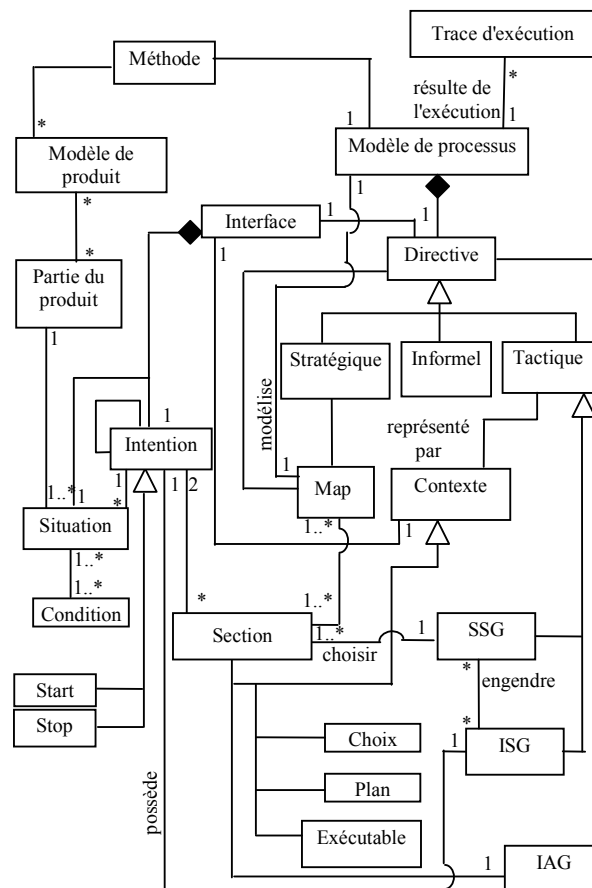 Trace d'exécution
Méthode
*
résulte de
l'exécution
*
1
1
Modèle de
produit
Modèle de processus
*
1
1
Interface
1
*
1
Directive
Partie du
produit
1
Stratégique
Informel
Tactique
modélise
représenté
par
1
Intention
1
Map
Contexte
1..*
1
1
*
1
2
1..*
1
Situation
1..*
1..*
Condition
*
1..*
Section
1..*
choisir
1
SSG
*
engendre
Start
Stop
*
1
ISG
Choix
Plan
possède
Exécutable
1
IAG